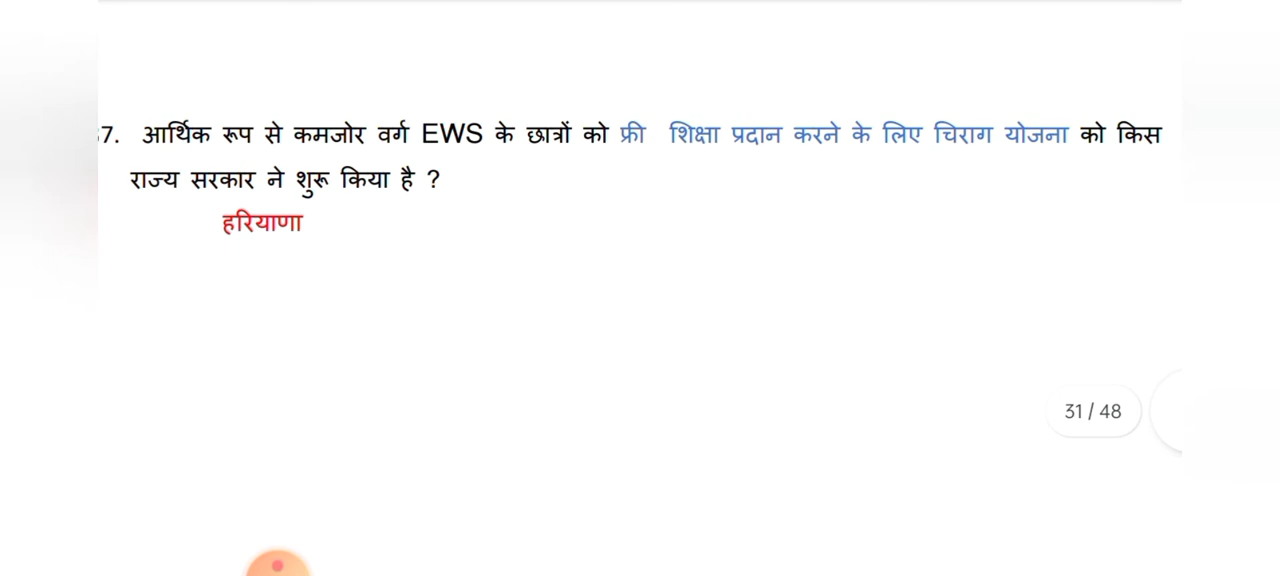 7. आर्थिक रूप से कमजोर वर्ग EWS के छात्रों को फ्री शिक्षा प्रदान करने के लिए चिराग योजना को किस
राज्य सरकार ने शुरू किया है ?
हरियाणा
31 / 48